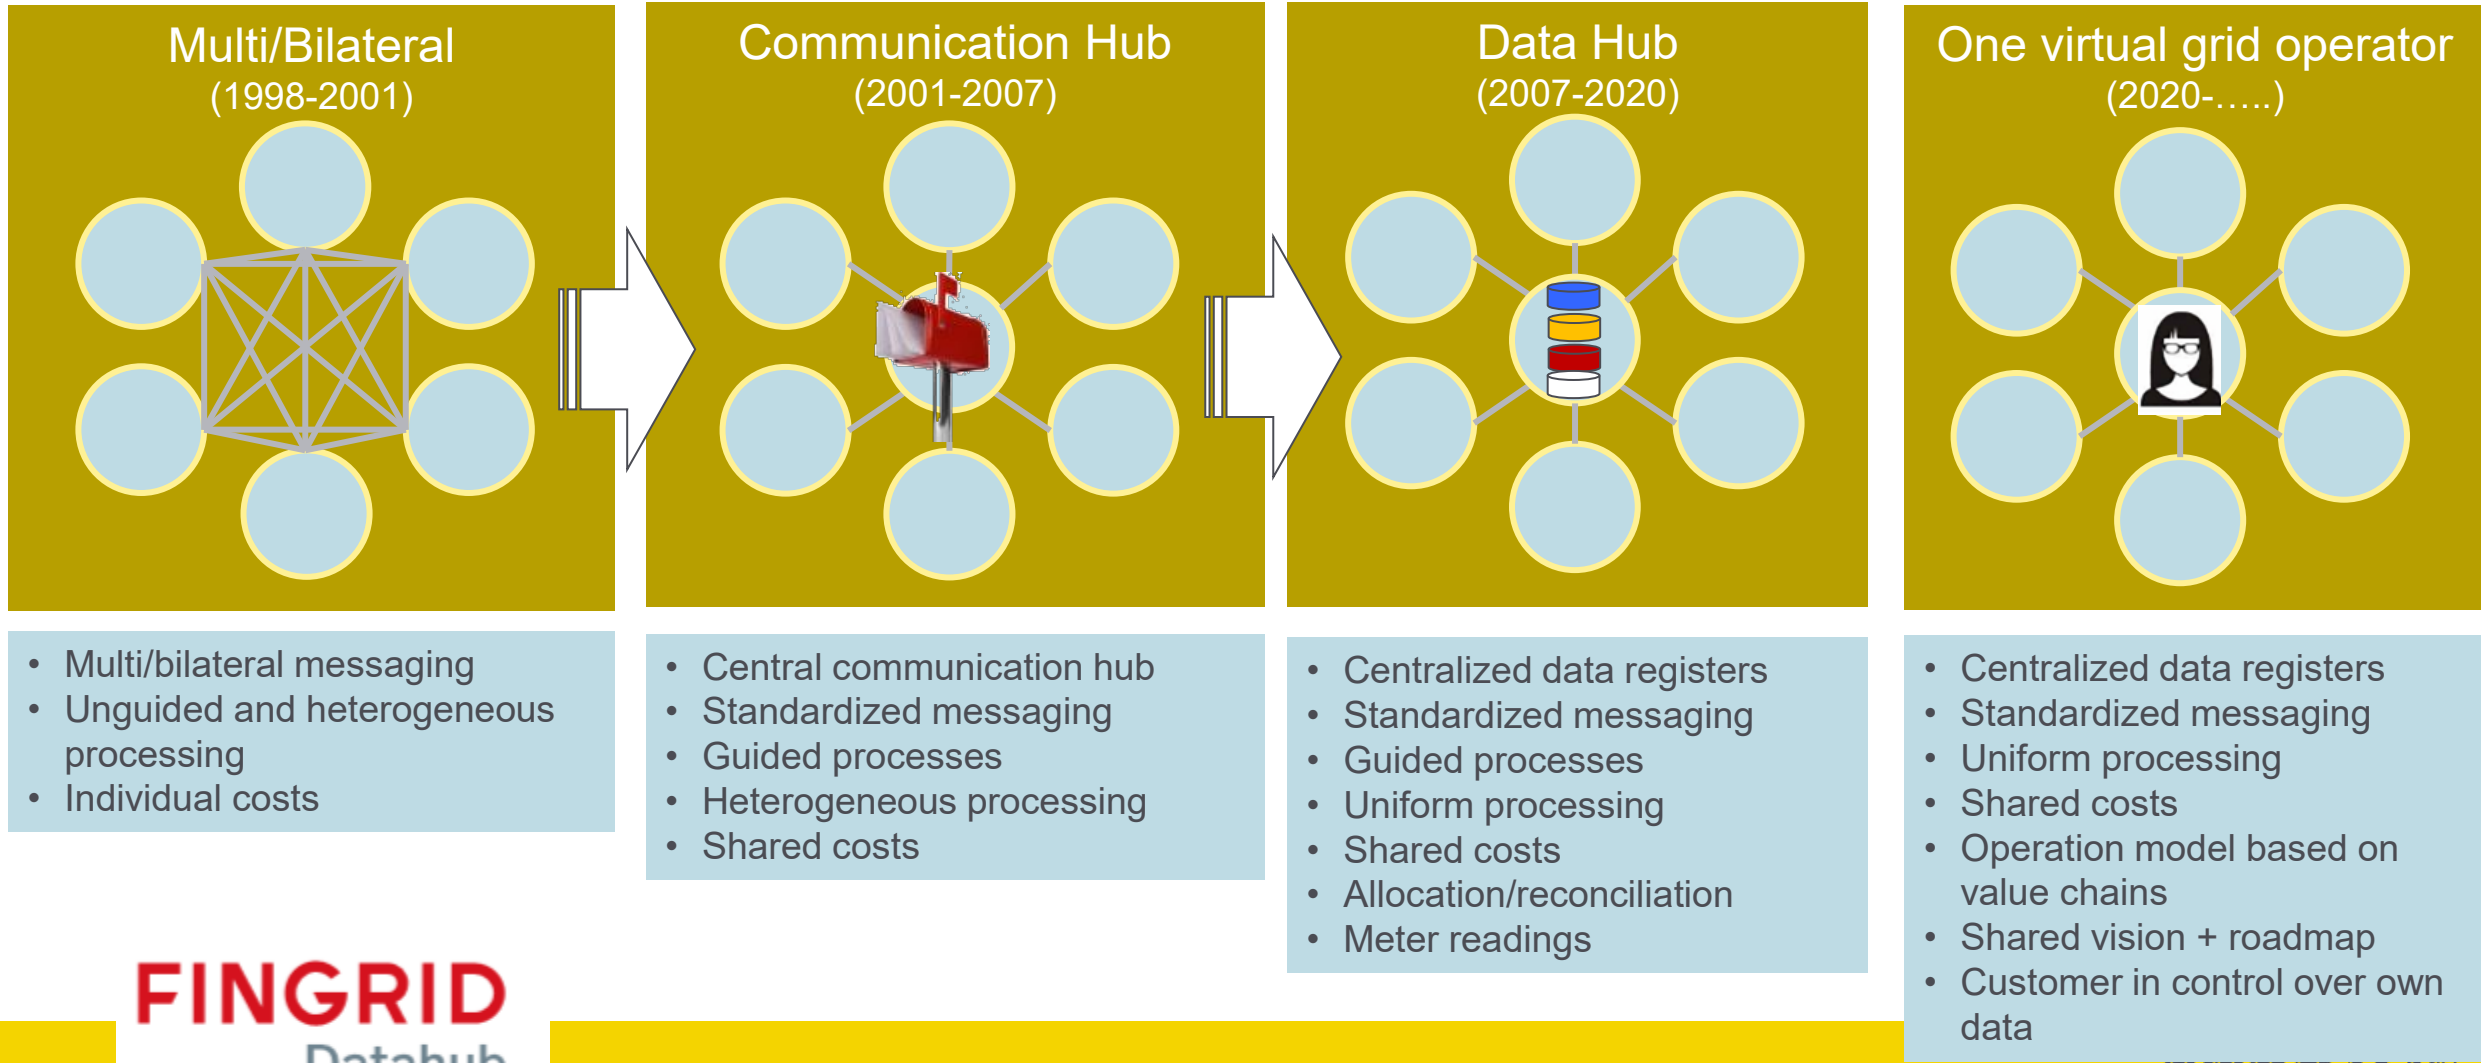 Multi/Bilateral
(1998-2001)
Communication Hub
(2001-2007)
Data Hub
(2007-2020)
One virtual grid operator
(2020-.....)
• Multi/bilateral messaging
• Unguided and heterogeneous
processing
• Individual costs
• Central communication hub
• Standardized messaging
• Guided processes
• Heterogeneous processing
• Shared costs
• Centralized data registers
• Standardized messaging
• Guided processes
• Uniform processing
• Shared costs
• Allocation/reconciliation
• Meter readings
• Centralized data registers
• Standardized messaging
• Uniform processing
• Shared costs
• Operation model based on
value chains
• Shared vision + roadmap
• Customer in control over own
data
FINGRID
Datahub